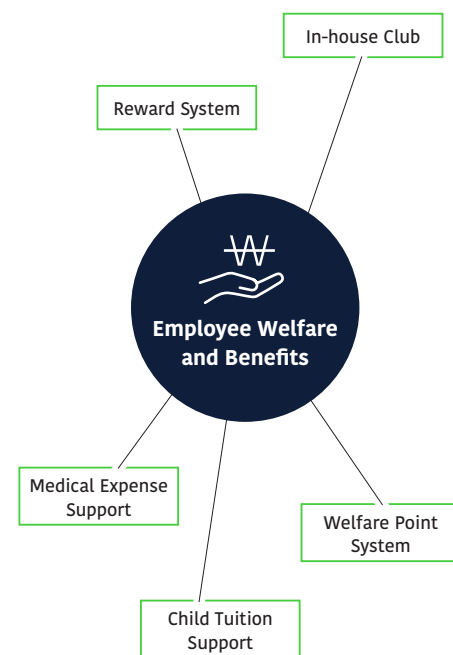 In-house Club
Reward System
Employee Welfare
and Benefits
Medical Expense
Support
Welfare Point
System
Child Tuition
Support